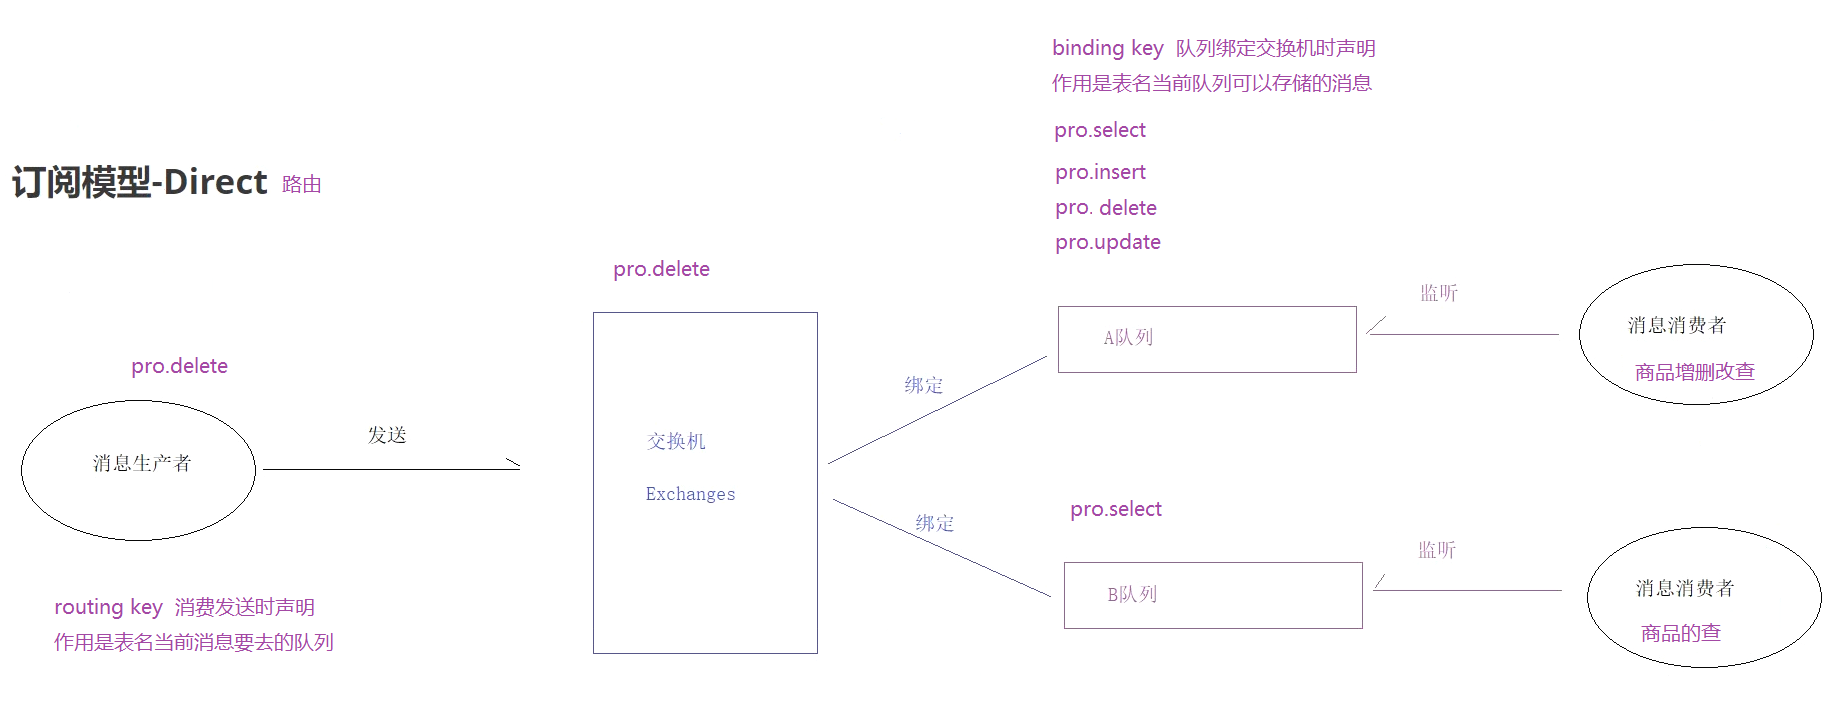 binding key 队列绑定交换机时声明
作用是表名当前队列可以存储的消息
pro.select
pro.insert
pro. delete
pro.update
订阅模型-Direct 路由
pro.delete
pro.delete
消息生产者
发送
routing key 消费发送时声明
作用是表名当前消息要去的队列
交换机
Exchanges
绑定
绑定
A队列
监听
消息消费者
商品增删改查
pro.select
B队列
监听
消息消费者
商品的查